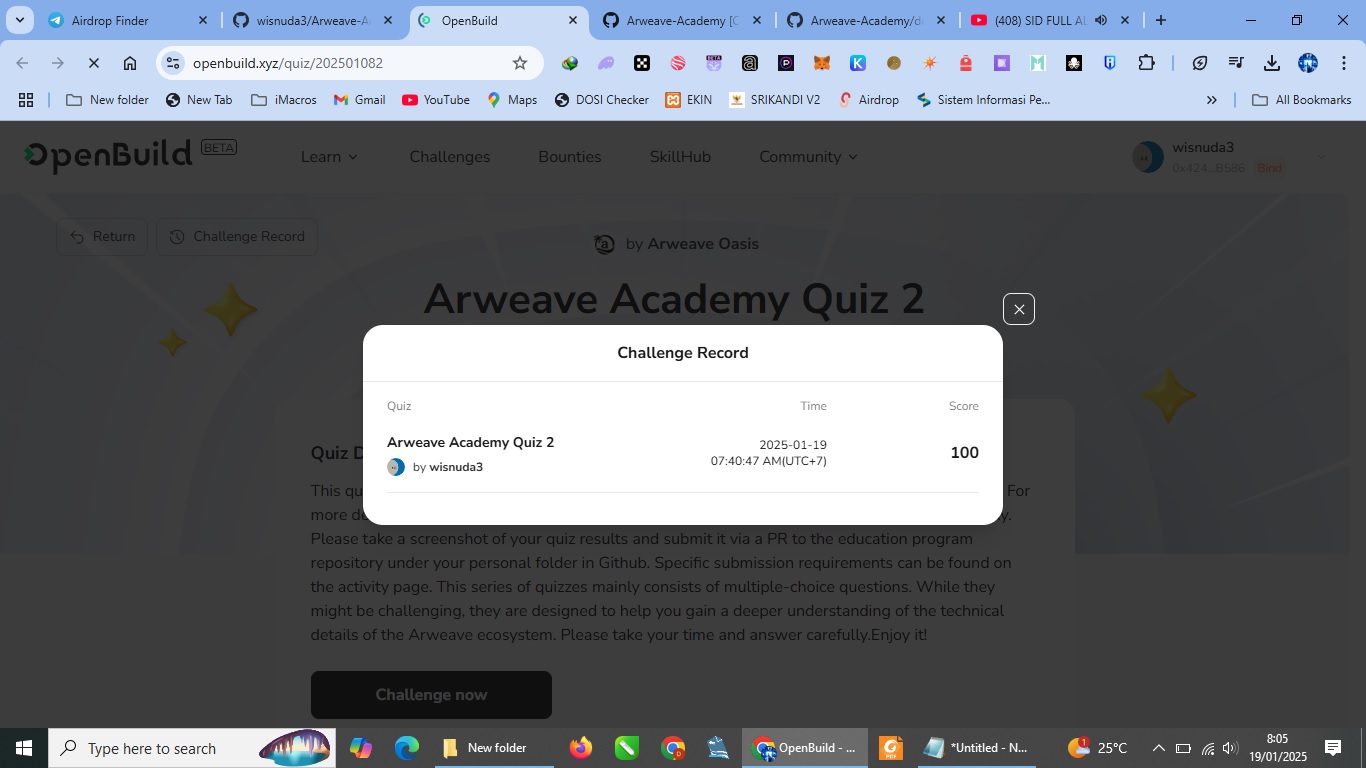 Airdrop Finder
wisnuda3/Arweave-A
OpenBuild
Arweave-Academy [C
Arweave-Academy/d
(408) SID FULL AL
openbuild.xyz/quiz/202501082
New folder
New Tab
iMacros
Gmail
YouTube
Maps
DOSI Checker
EKIN
SRIKANDI V2
Airdrop
Sistem Informasi Pe...
All Bookmarks
OpenBuild BETA
Learn
Challenges
Bounties
SkillHub
Community
wisnuda3
0x424...B586 Bind
Return
Challenge Record
by Arweave Oasis
Arweave Academy Quiz 2
Challenge Record
Quiz
Time
Score
Arweave Academy Quiz 2
by wisnuda3
2025-01-19
07:40:47 AM(UTC+7)
100
Quiz D
This qu
For
more de
y.
Please take a screenshot of your quiz results and submit it via a PR to the education program
repository under your personal folder in Github. Specific submission requirements can be found on
the activity page. This series of quizzes mainly consists of multiple-choice questions. While they
might be challenging, they are designed to help you gain a deeper understanding of the technical
details of the Arweave ecosystem. Please take your time and answer carefully.Enjoy it!
Challenge now
Type here to search
New folder
OpenBuild - ...
*Untitled - N...
1
25°C
8:05
19/01/2025